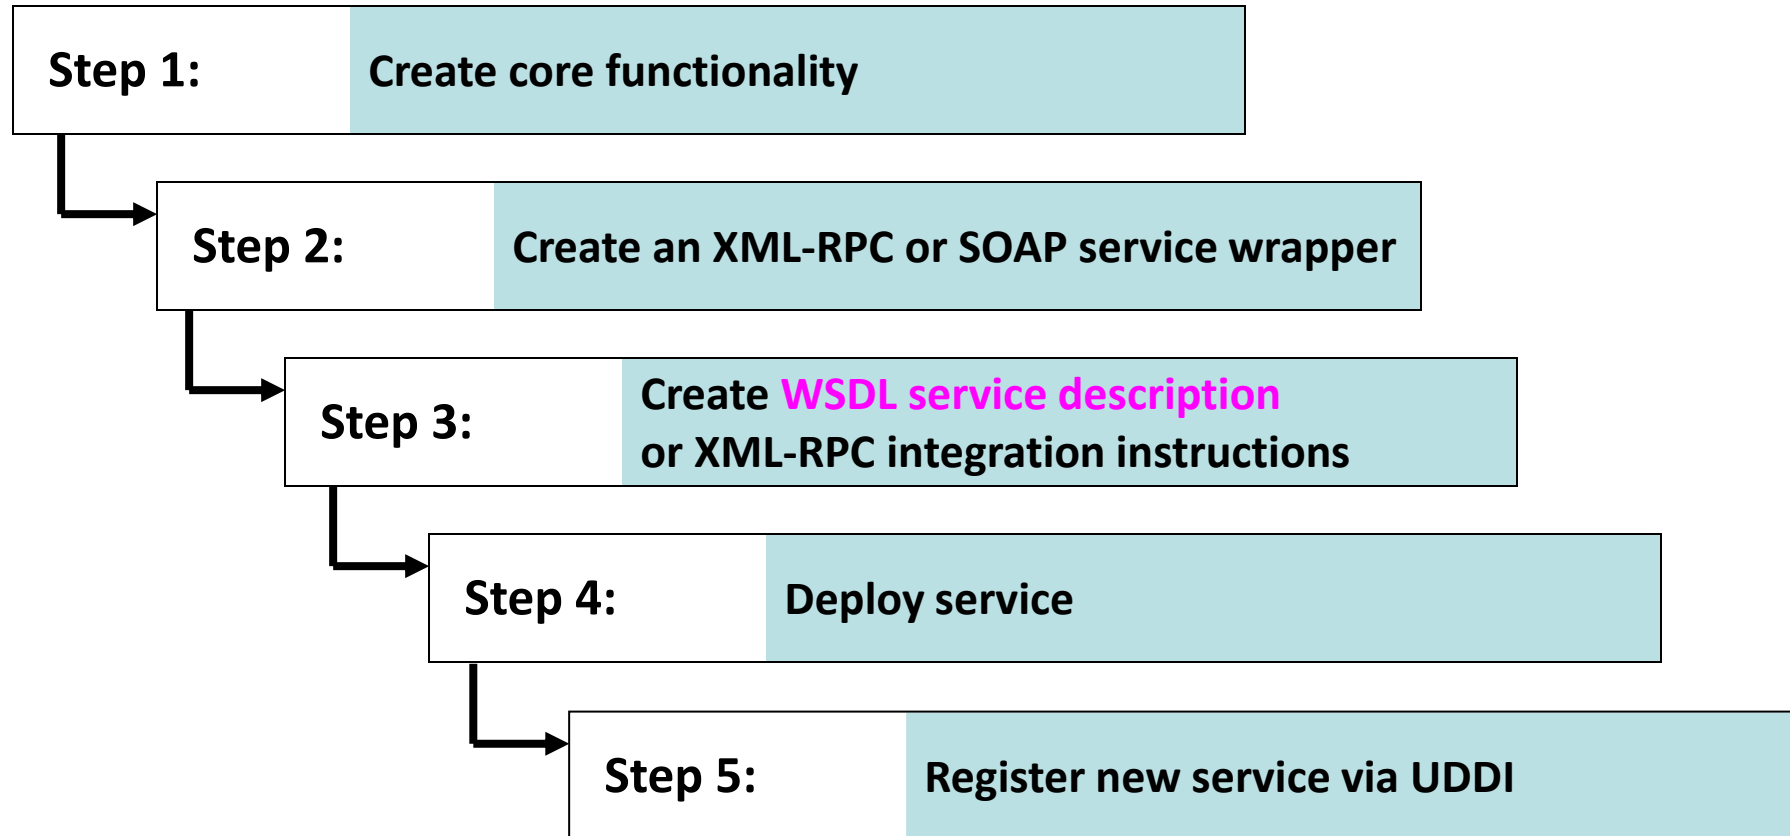 Step 1: Create core functionality
Step 2: Create an XML-RPC or SOAP service wrapper
Step 3: Create WSDL service description
or XML-RPC integration instructions
Step 4: Deploy service
Step 5: Register new service via UDDI